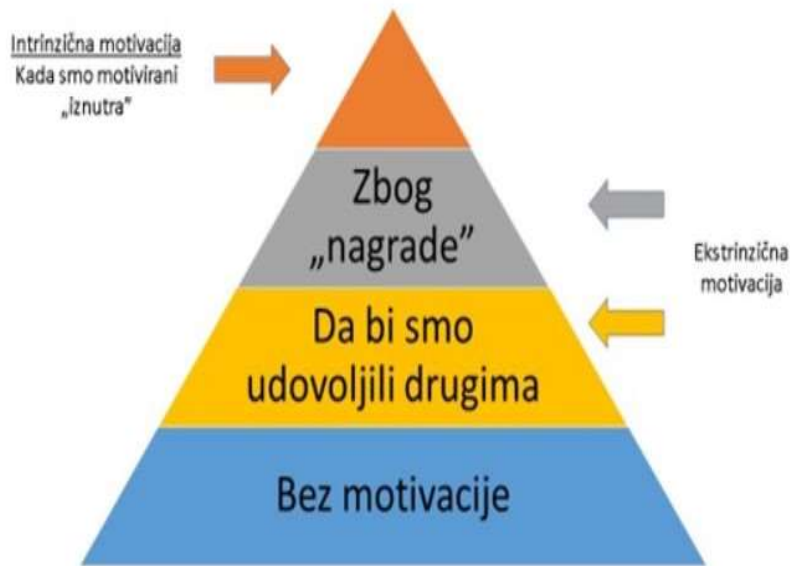 Intrinzična motivacija
Kada smo motivirani
„iznutra”
Zbog
„nagrade”
Ekstrinzična
motivacija
Da bi smo
udovoljili drugima
Bez motivacije